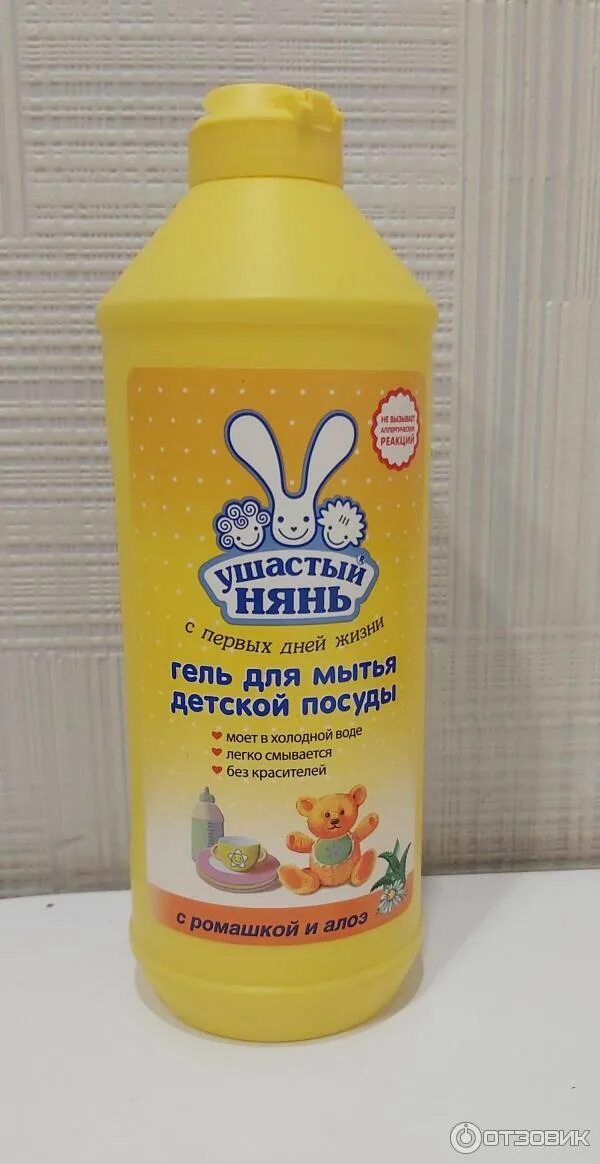 НЕ ВЫЗЫВАЕТ
АЛЛЕРГИЧЕСКИХ
РЕАКЦИЙ
УШАСТЫЙ®
НЯНЬ
с первых дней жизни
гель для мытья
детской посуды
моет в холодной воде
легко смывается
без красителей
с ромашкой и алоэ
ОТЗОВИК